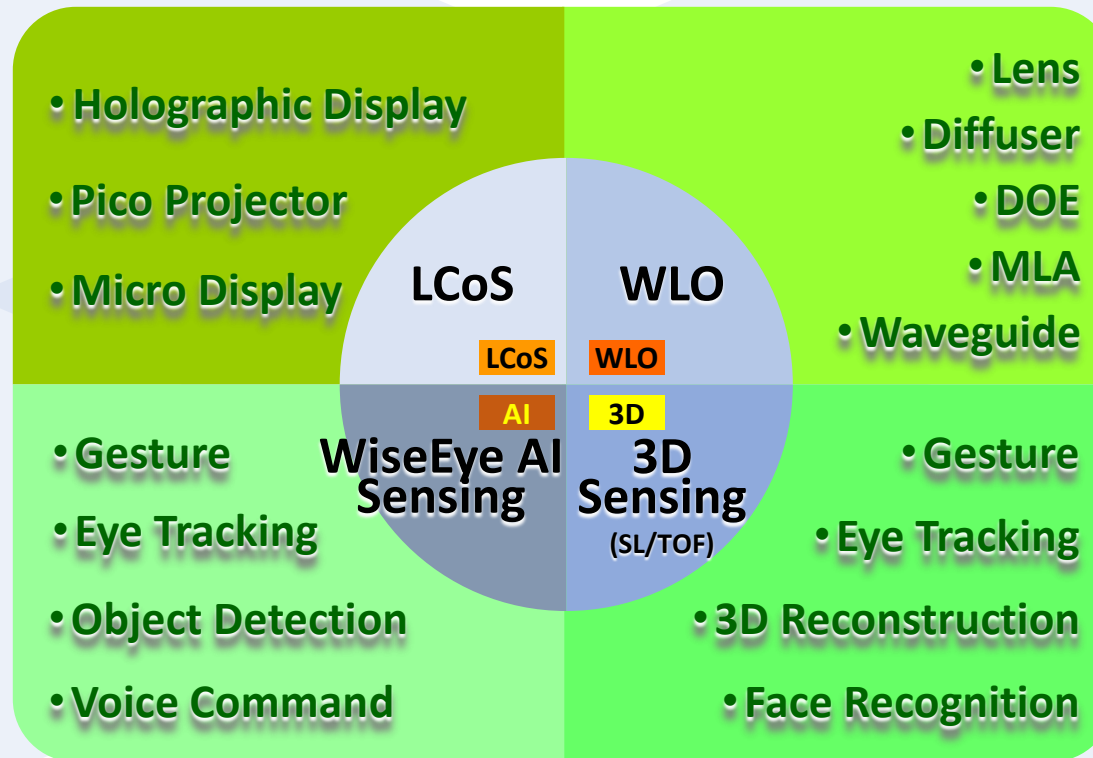 • Holographic Display
• Pico Projector
• Micro Display
• Lens
• Diffuser
• DOE
• MLA
• Waveguide
LCoS
WLO
LCoS
WLO
AI
3D
WiseEye AI
Sensing
3D
Sensing
(SL/TOF)
• Gesture
• Eye Tracking
• Object Detection
• Voice Command
• Gesture
• Eye Tracking
• 3D Reconstruction
• Face Recognition